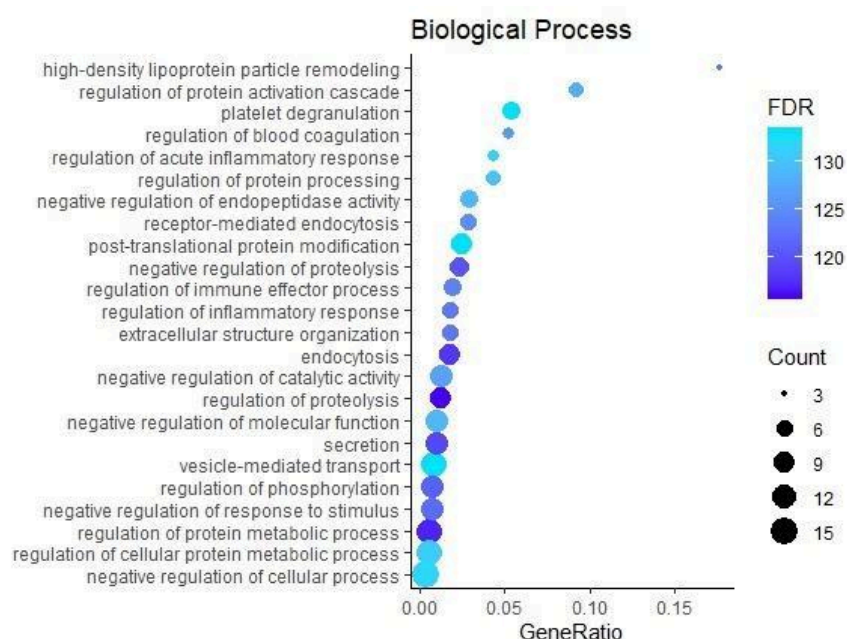 Biological Process
high-density lipoprotein particle remodeling
regulation of protein activation cascade
platelet degranulation
regulation of blood coagulation
regulation of acute inflammatory response
regulation of protein processing
negative regulation of endopeptidase activity
receptor-mediated endocytosis
post-translational protein modification
negative regulation of proteolysis
regulation of immune effector process
regulation of inflammatory response
extracellular structure organization
endocytosis
negative regulation of catalytic activity
regulation of proteolysis
negative regulation of molecular function
secretion
vesicle-mediated transport
regulation of phosphorylation
negative regulation of response to stimulus
regulation of protein metabolic process
regulation of cellular protein metabolic process
negative regulation of cellular process
0.00 0.05 0.10 0.15
GeneRatio
FDR
130
125
120
Count
3
6
9
12
15